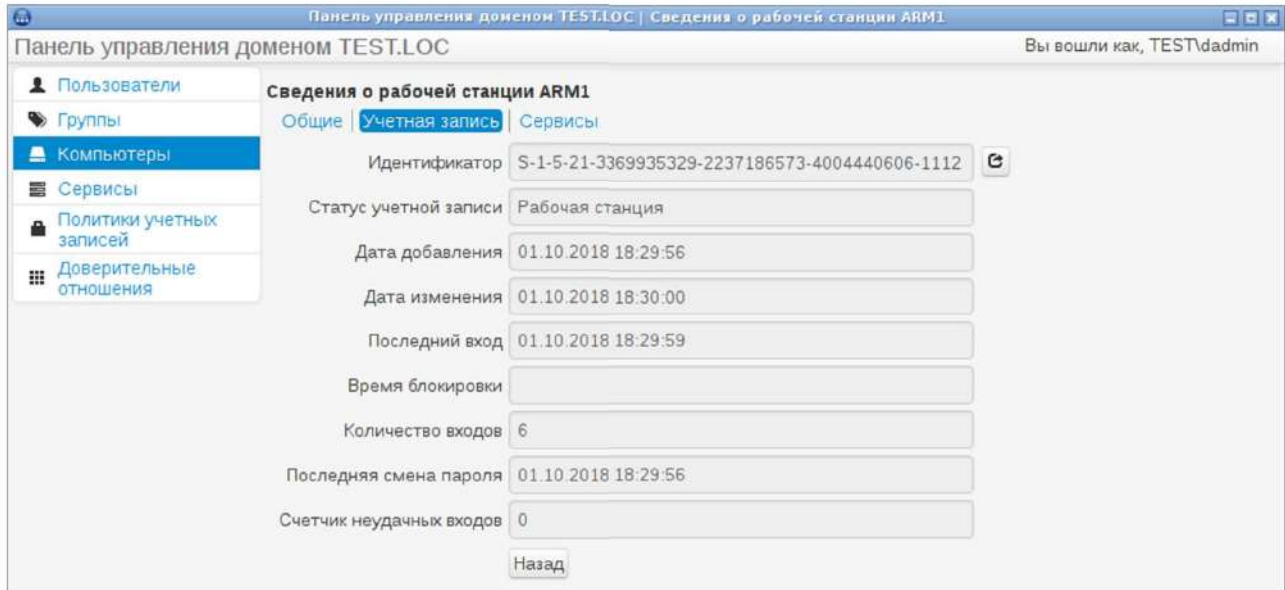 Панель управления доменом TEST.LOC | Сведения о рабочей станции ARM1
Панель управления доменом TEST.LOC
Вы вошли как, TEST\dadmin
Пользователи
Группы
Компьютеры
Сервисы
Политики учетных
записей
Доверительные
отношения
Сведения о рабочей станции ARM1
Общие | Учетная запись | Сервисы
Идентификатор S-1-5-21-3369935329-2237186573-4004440606-1112
Статус учетной записи Рабочая станция
Дата добавления 01.10.2018 18:29:56
Дата изменения 01.10.2018 18:30:00
Последний вход 01.10.2018 18:29:59
Время блокировки
Количество входов 6
Последняя смена пароля 01.10.2018 18:29:56
Счетчик неудачных входов 0
Назад